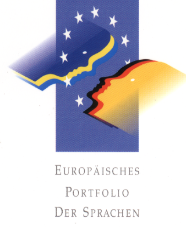 EUROPÄISCHES
PORTFOLIO
DER SPRACHEN